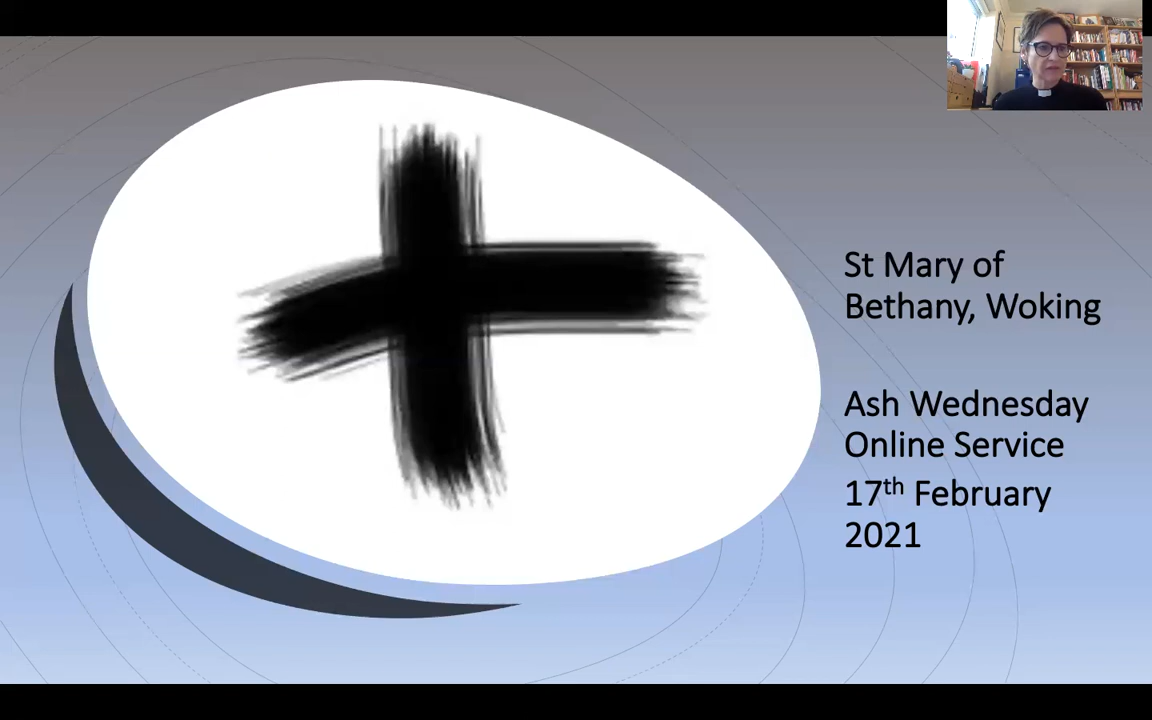 St Mary of
Bethany, Woking
Ash Wednesday
Online Service
17th February
2021